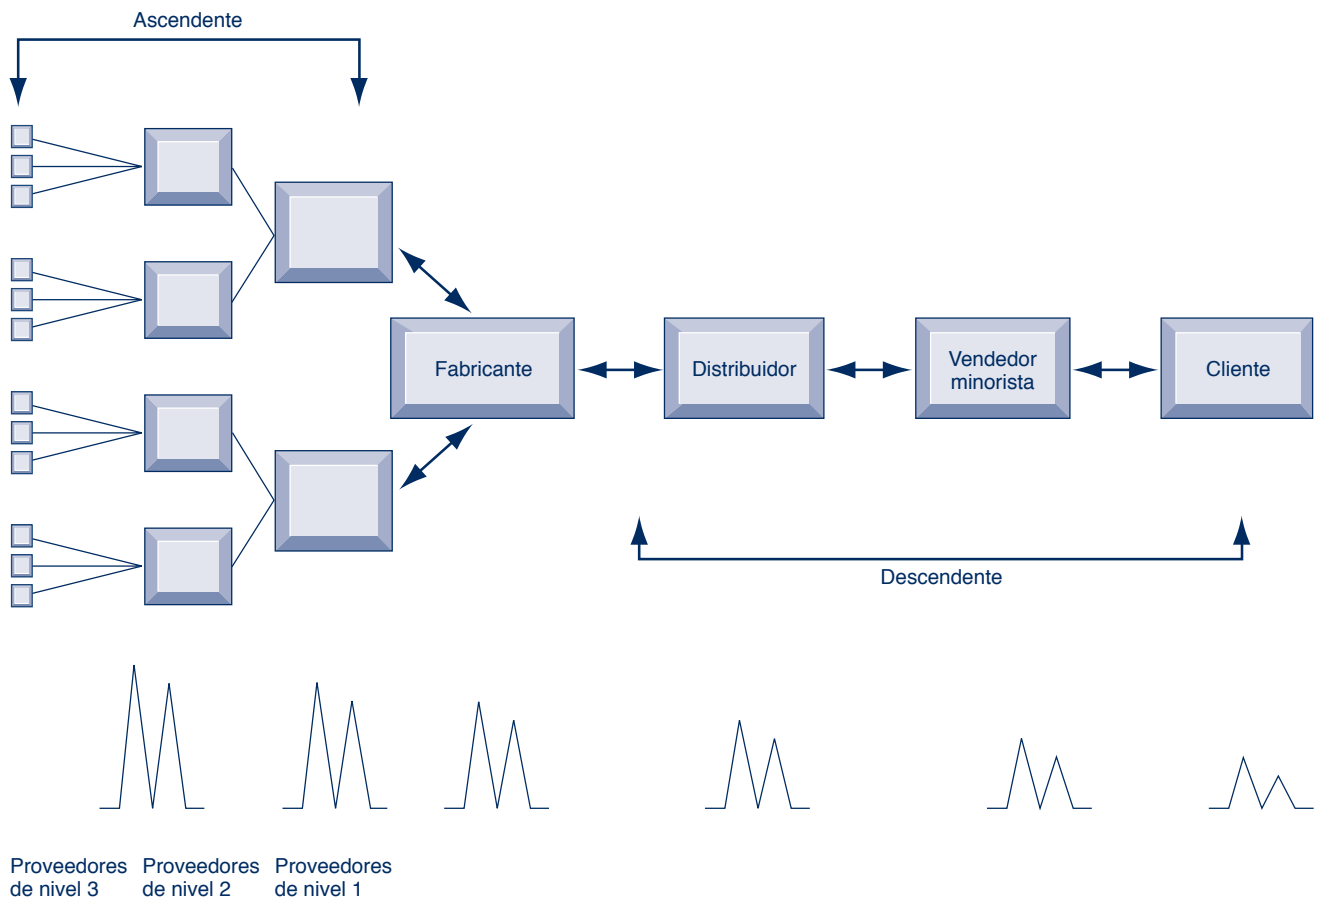 Ascendente
Fabricante
Distribuidor
Vendedor
minorista
Cliente
Descendente
Proveedores
de nivel 3
Proveedores
de nivel 2
Proveedores
de nivel 1